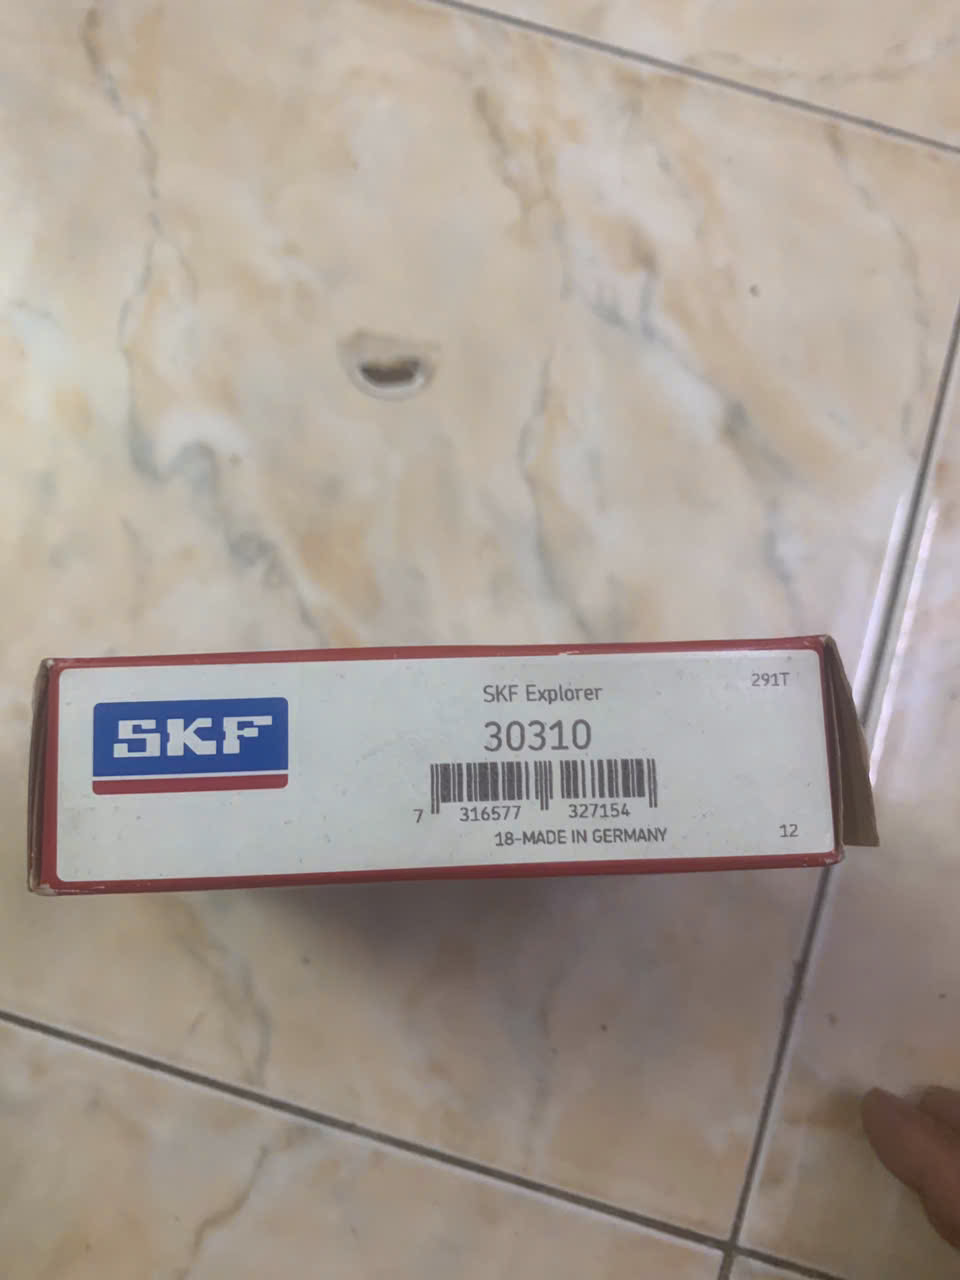 SKF
SKF Explorer
291T
30310
7 316577 327154
18-MADE IN GERMANY
12